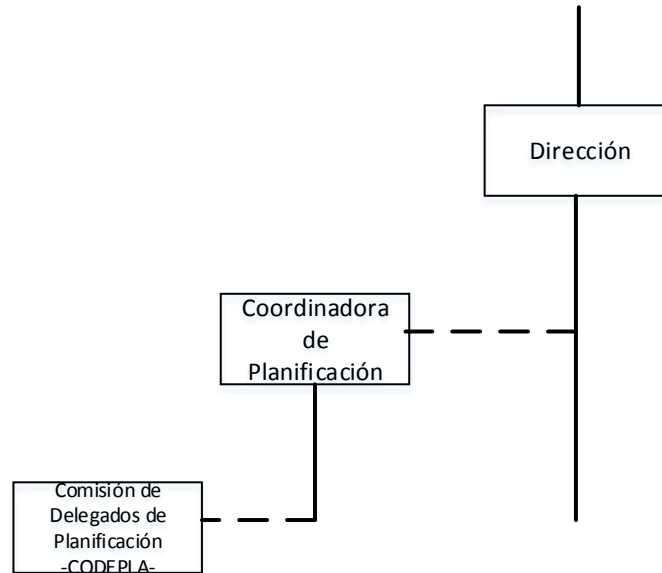 Dirección
Coordinadora
de
Planificación
Comisión de
Delegados de
Planificación
-CODEPLA-